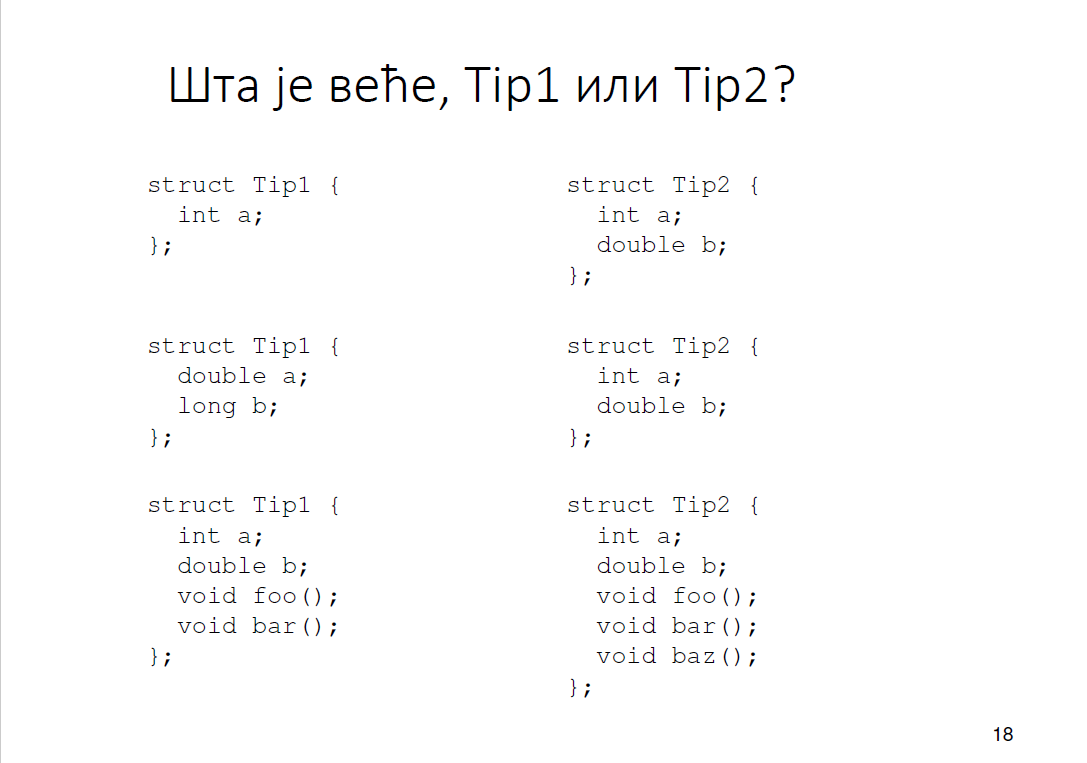 Шта је веће, Tip1 или Tip2?
struct Tip1 {
  int a;
};
struct Tip2 {
  int a;
  double b;
};
struct Tip1 {
  double a;
  long b;
};
struct Tip2 {
  int a;
  double b;
};
struct Tip1 {
  int a;
  double b;
  void foo();
  void bar();
};
struct Tip2 {
  int a;
  double b;
  void foo();
  void bar();
  void baz();
};
18